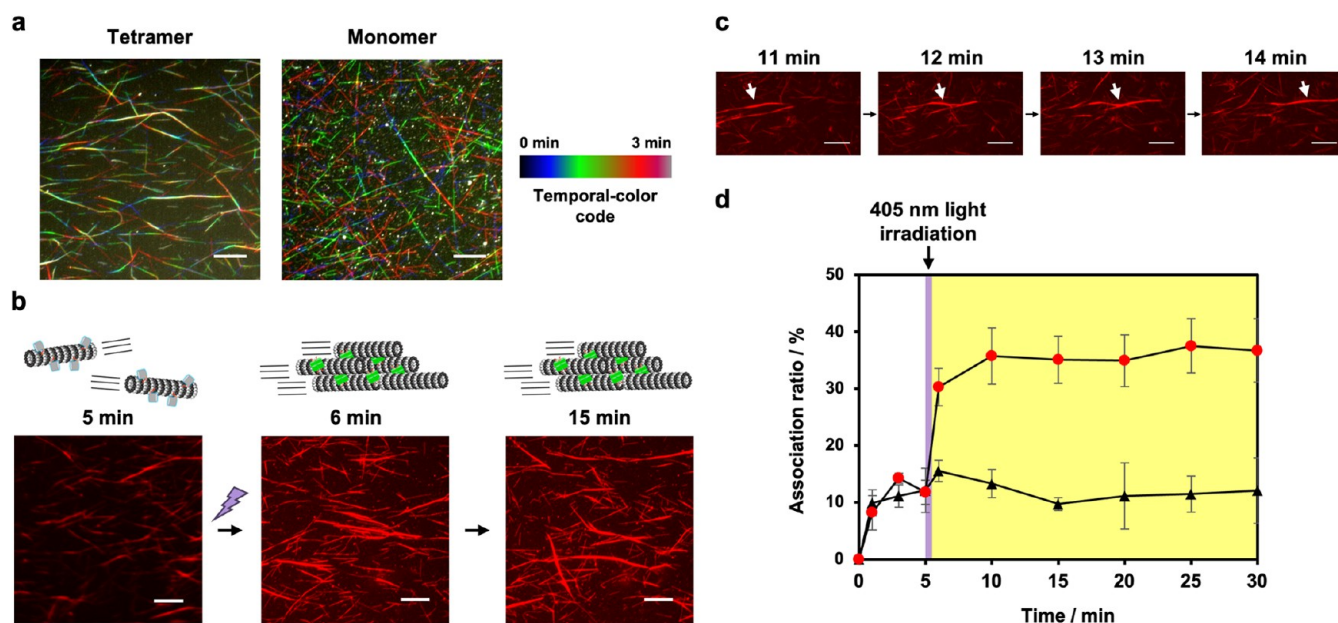 a
Tetramer
Monomer
0 min
3 min
Temporal-color
code
b
5 min
6 min
15 min
c
11 min
12 min
13 min
14 min
d
405 nm light
irradiation
Association ratio / %
50
40
30
20
10
0
0
5
10
15
20
25
30
Time / min